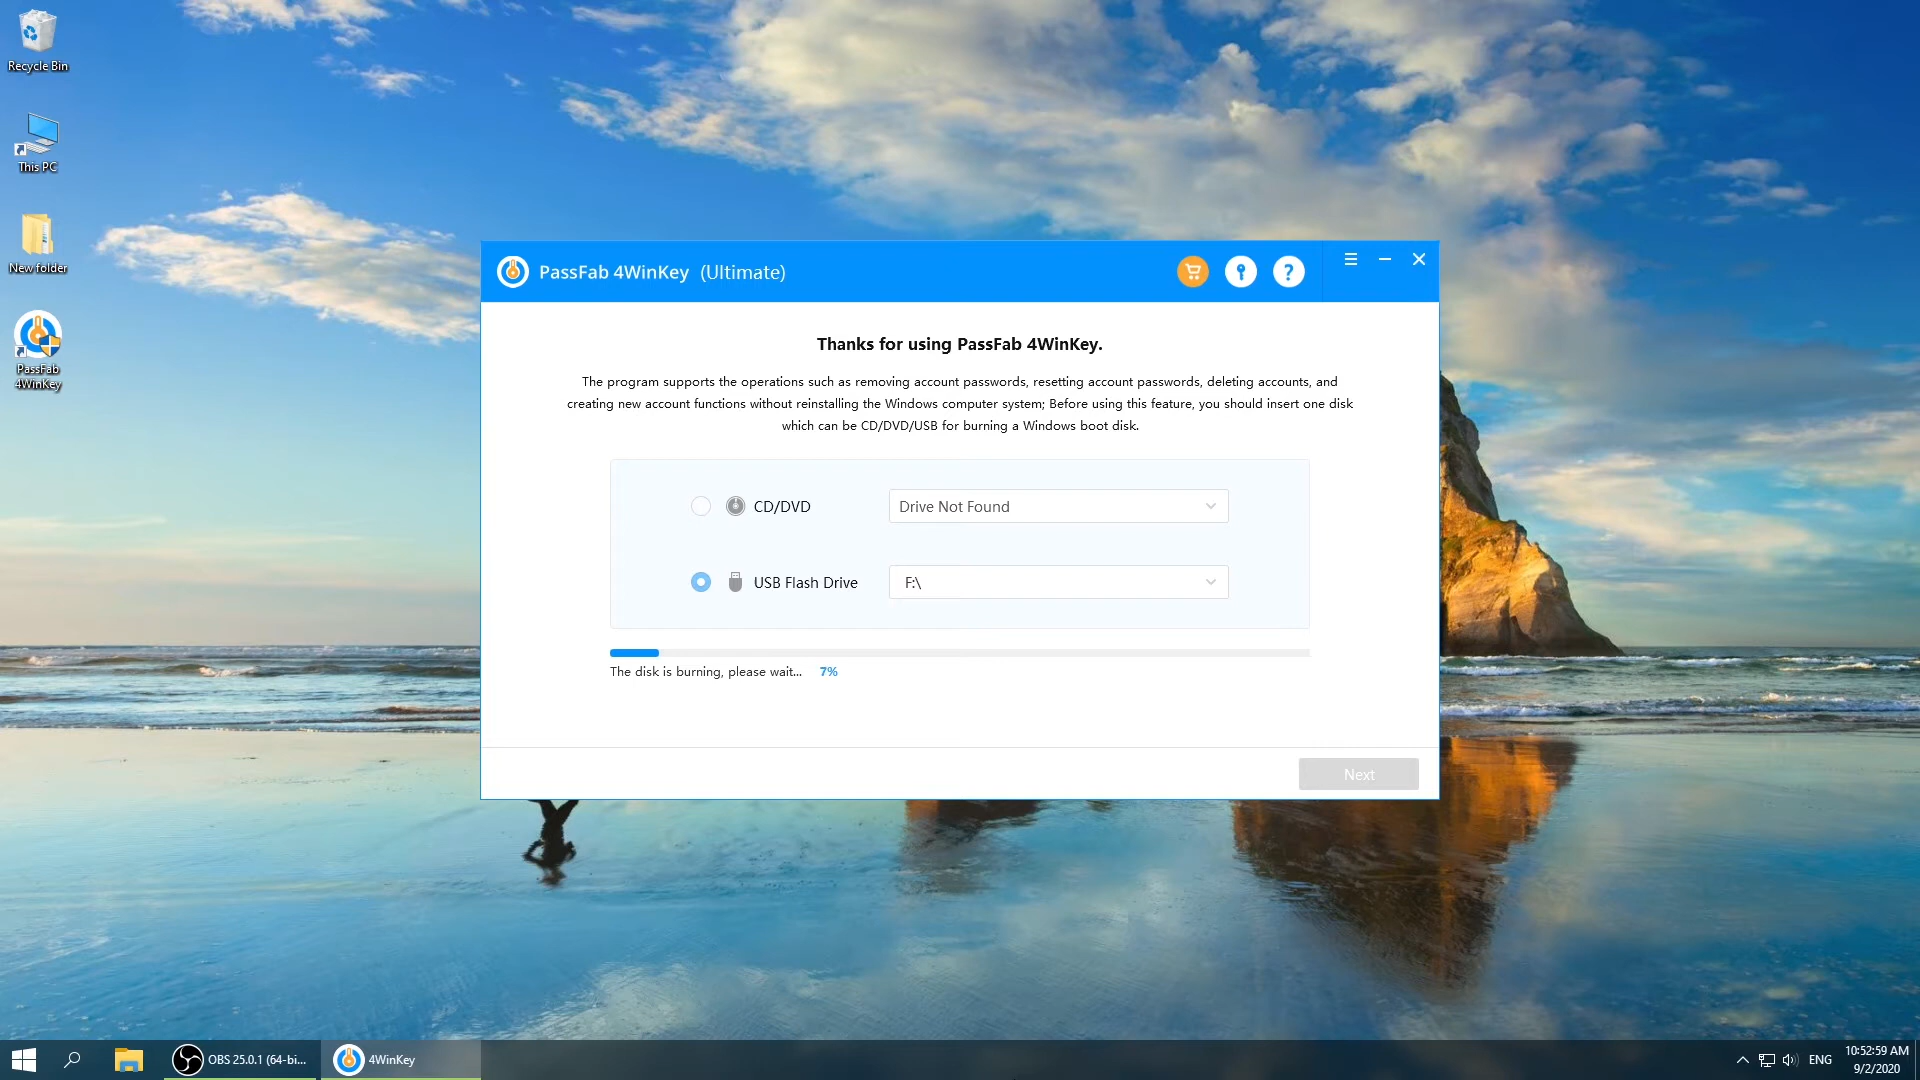 Recycle Bin
This PC
New folder
PassFab
4WinKey
PassFab 4WinKey (Ultimate)
?
Thanks for using PassFab 4WinKey.
The program supports the operations such as removing account passwords, resetting account passwords, deleting accounts, and
creating new account functions without reinstalling the Windows computer system; Before using this feature, you should insert one disk
which can be CD/DVD/USB for burning a Windows boot disk.
CD/DVD
Drive Not Found
USB Flash Drive
F:\
The disk is burning, please wait... 7%
Next
OBS 25.0.1 (64-bi...
4WinKey
ENG
10:52:59 AM
9/2/2020